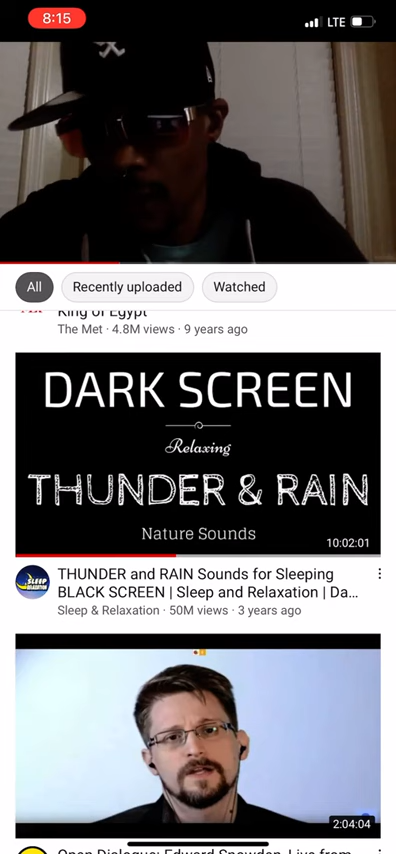 8:15
LTE
All
Recently uploaded
Watched
King of Egypt
The Met · 4.8M views · 9 years ago
DARK SCREEN
Relaxing
THUNDER & RAIN
Nature Sounds
10:02:01
SLEEP
THUNDER and RAIN Sounds for Sleeping
BLACK SCREEN | Sleep and Relaxation | Da...
Sleep & Relaxation · 50M views · 3 years ago
2:04:04
Open Dialogue: Edward Snowden, Live from